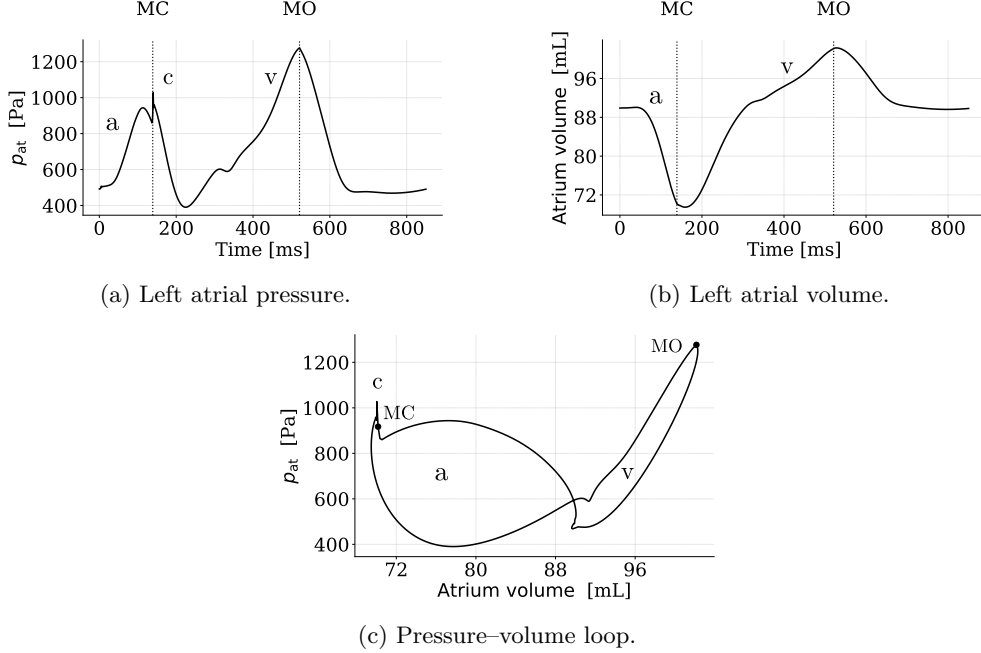 MC MO
1200
1000
800
600
400
a
c
v
p_at [Pa]
0 200 400 600 800
Time [ms]
(a) Left atrial pressure.
MC MO
96
88
80
72
a
v
Atrium volume [mL]
0 200 400 600 800
Time [ms]
(b) Left atrial volume.
1200
1000
800
600
400
MO
c
MC
a
v
p_at [Pa]
72 80 88 96
Atrium volume [mL]
(c) Pressure–volume loop.